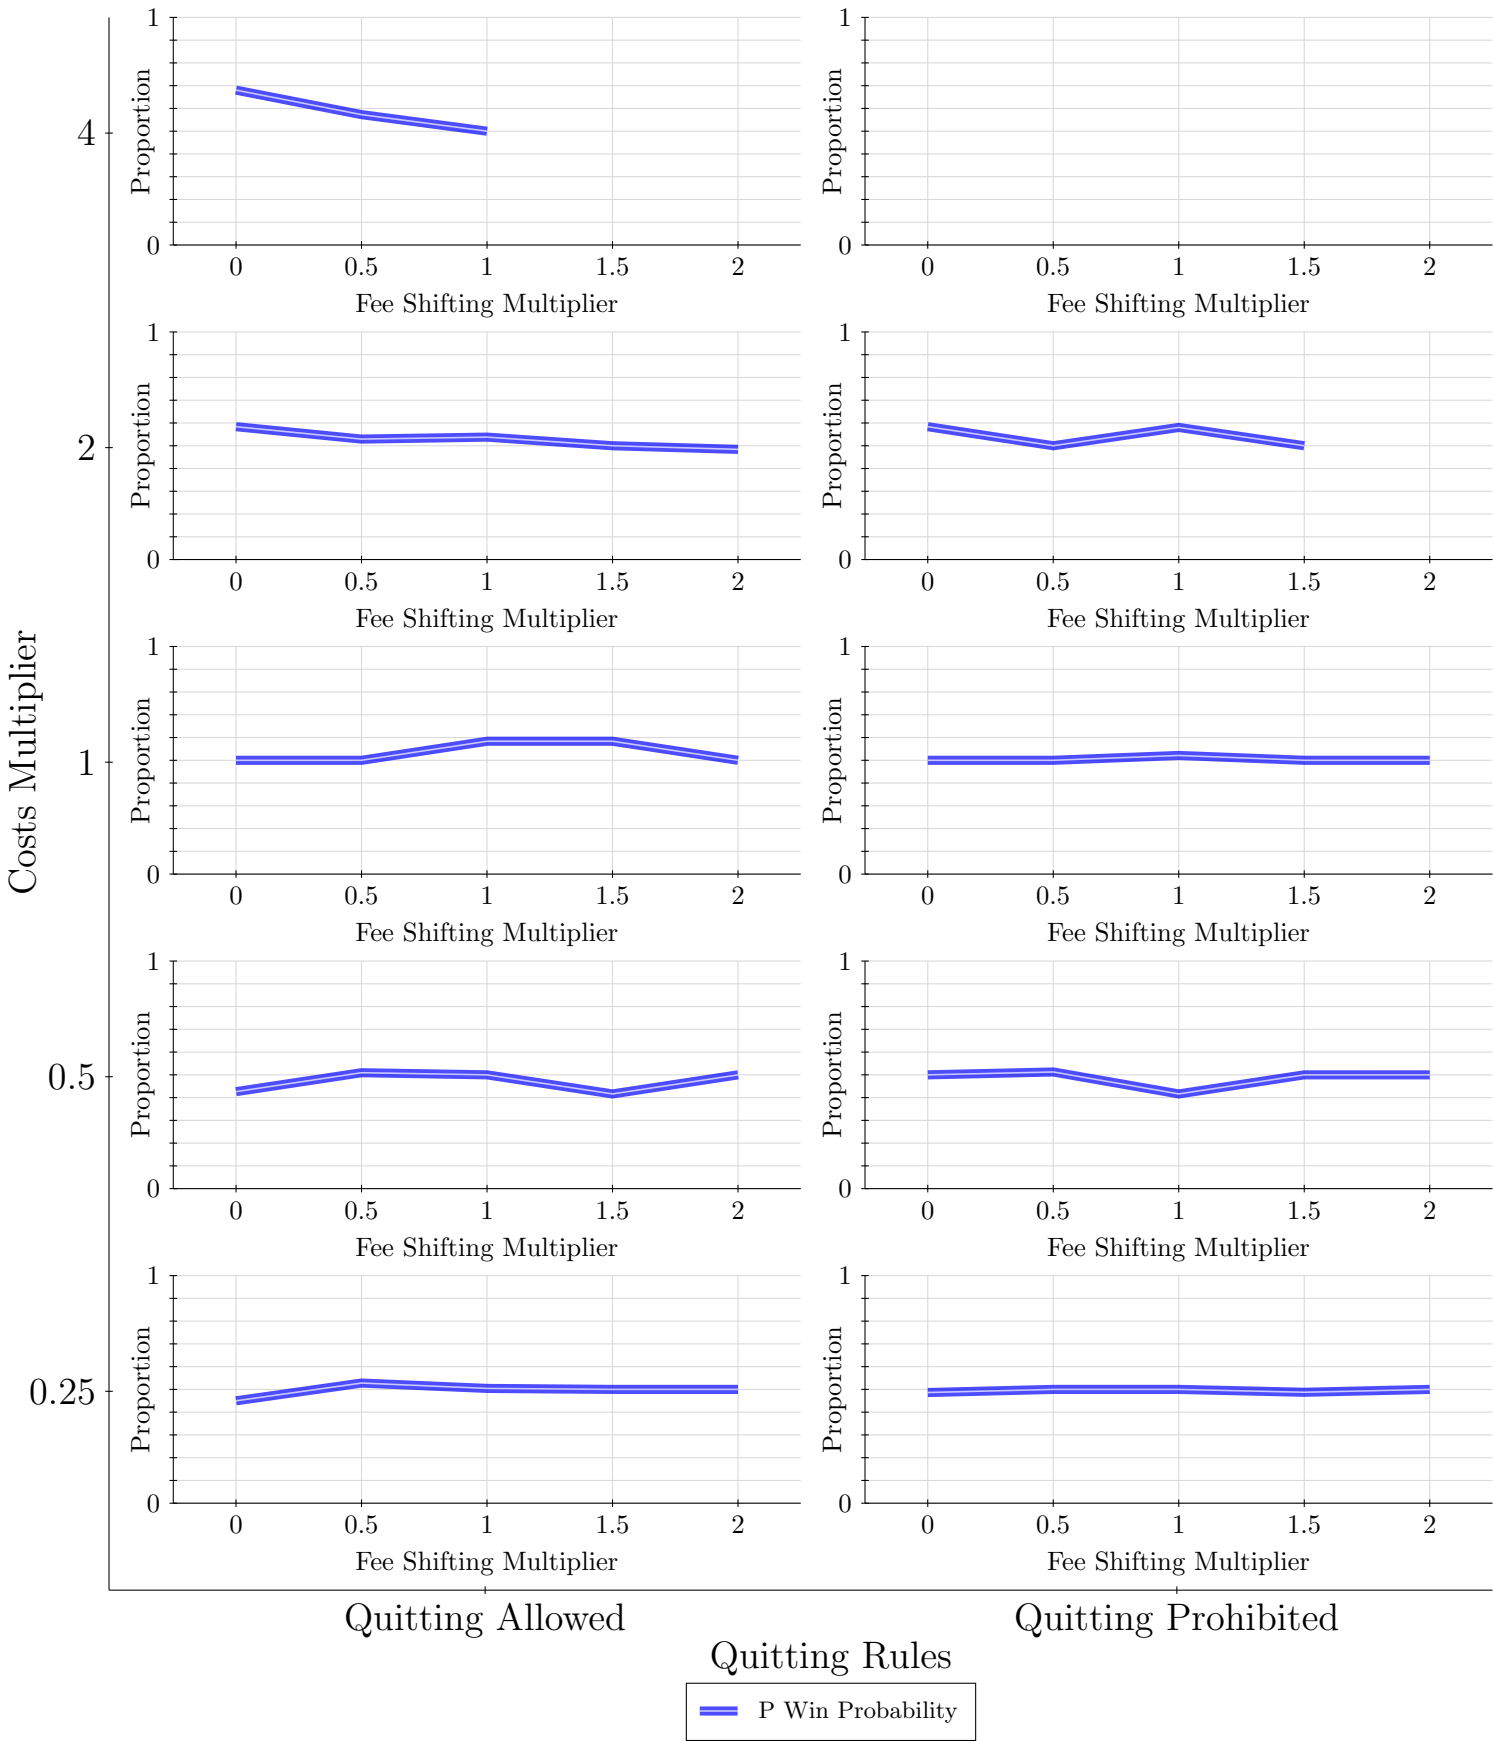 1
Proportion
0
0 0.5 1 1.5 2
Fee Shifting Multiplier
1
Proportion
0
0 0.5 1 1.5 2
Fee Shifting Multiplier
4
1
Proportion
0
0 0.5 1 1.5 2
Fee Shifting Multiplier
1
Proportion
0
0 0.5 1 1.5 2
Fee Shifting Multiplier
2
1
Proportion
0
0 0.5 1 1.5 2
Fee Shifting Multiplier
1
Proportion
0
0 0.5 1 1.5 2
Fee Shifting Multiplier
1
Costs Multiplier
1
Proportion
0
0 0.5 1 1.5 2
Fee Shifting Multiplier
1
Proportion
0
0 0.5 1 1.5 2
Fee Shifting Multiplier
0.5
1
Proportion
0
0 0.5 1 1.5 2
Fee Shifting Multiplier
1
Proportion
0
0 0.5 1 1.5 2
Fee Shifting Multiplier
0.25
Quitting Allowed
Quitting Prohibited
Quitting Rules
P Win Probability